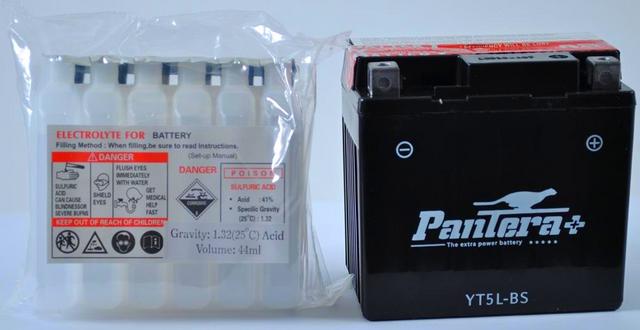 ELECTROLYTE FOR BATTERY
Filling Method : When filling,be sure to read instructions.
(Set-up Manual)
DANGER
SULFURIC
ACID
CAN CAUSE
BLINDNESSOR
SEVERE BURNS
SHIELD
EYES
FLUSH EYES
IMMEDIATELY
WITH WATER
GET
MEDICAL
HELP
FAST
KEEP OUT OF REACH OF CHILDREN
DANGER
CORROSIVE
POISON
SULFURIC ACID
• Acid : 41%
• Specific Gravity
(25°C) : 1.32
Gravity: 1.32(25°C) Acid
Volume: 44ml
PanTera+
The extra power battery
YT5L-BS